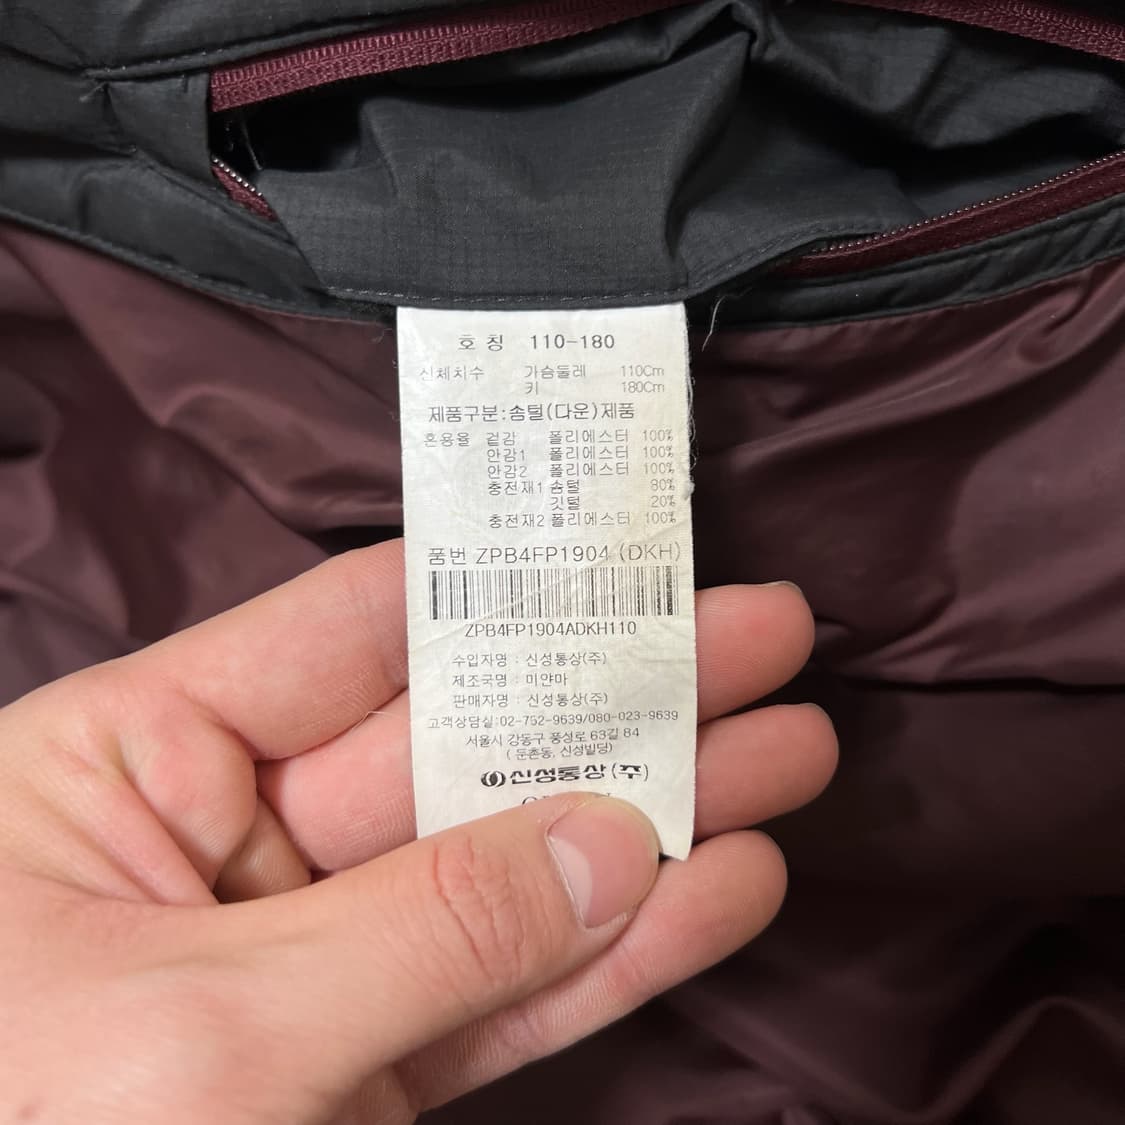 호 칭 110-180
신체치수 가슴둘레 110Cm
키 180Cm
제품구분:솜털(다운)제품
혼용율 겉감 폴리에스터 100%
안감1 폴리에스터 100%
안감2 폴리에스터 100%
충전재1 솜털 80%
깃털 20%
충전재2 폴리에스터 100%
품번 ZPB4FP1904 (DKH)
ZPB4FP1904ADKH110
수입자명 : 신성통상(주)
제조국명 : 미얀마
판매자명 : 신성통상(주)
고객상담실:02-752-9639/080-023-9639
서울시 강동구 풍성로 63길 84
( 둔촌동, 신성빌딩)
신성통상(주)